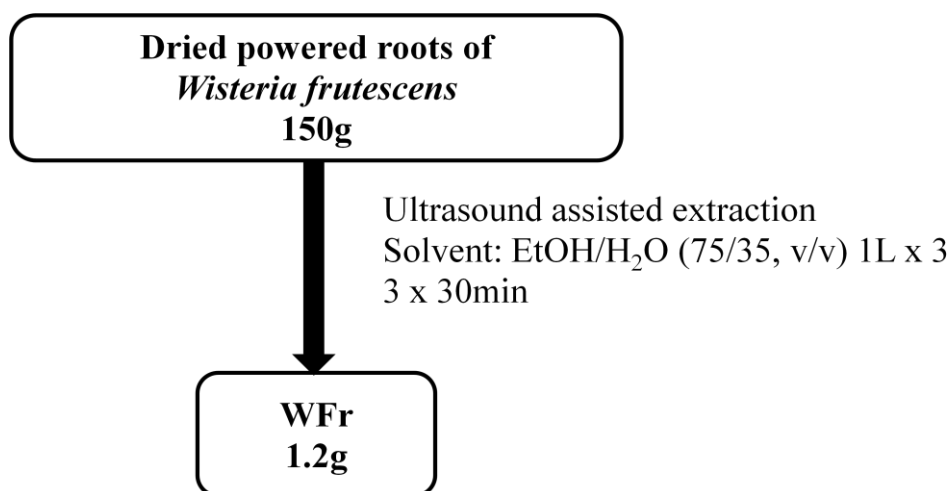 Dried powered roots of
Wisteria frutescens
150g
Ultrasound assisted extraction
Solvent: EtOH/H₂O (75/35, v/v) 1L x 3
3 x 30min
WFr
1.2g